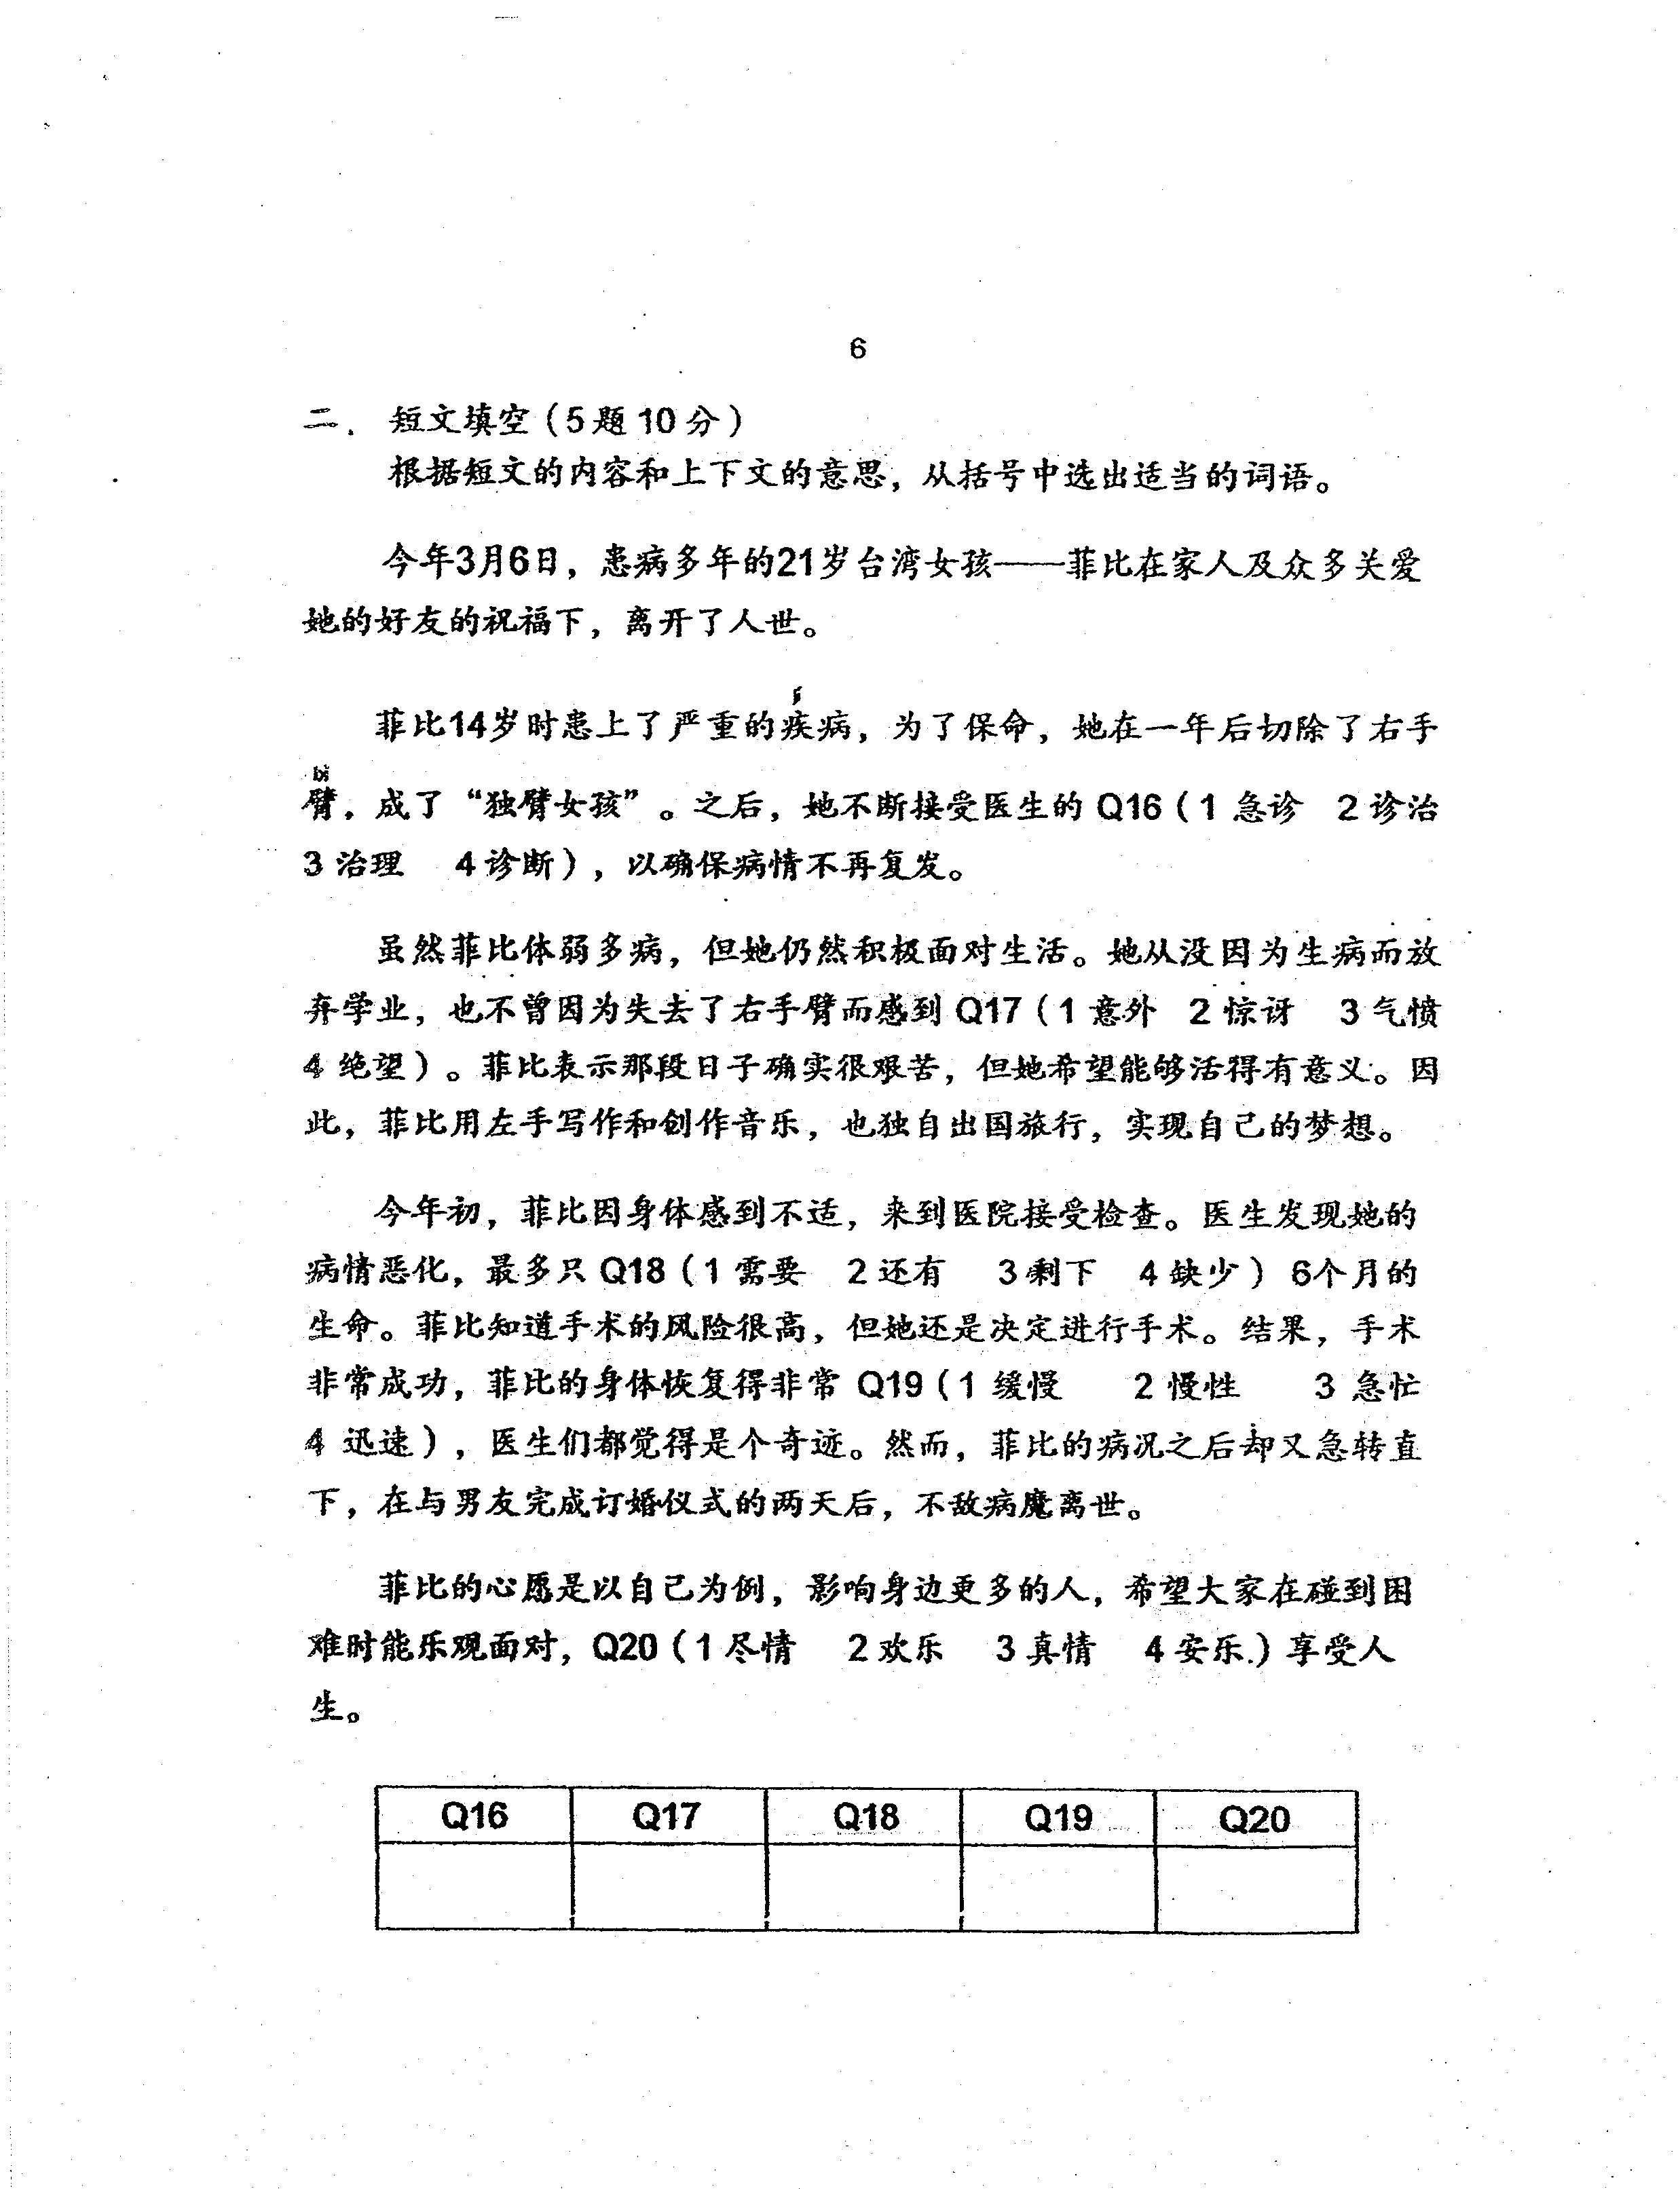 6
二. 短文填空（5题10分）
根据短文的内容和上下文的意思，从括号中选出适当的词语。
今年3月6日，患病多年的21岁台湾女孩——菲比在家人及众多关爱
她的好友的祝福下，离开了人世。
菲比14岁时患上了严重的疾病，为了保命，她在一年后切除了右手
bì
臂，成了“独臂女孩”。之后，她不断接受医生的 Q16（1 急诊 2 诊治
3 治理 4 诊断），以确保病情不再复发。
虽然菲比体弱多病，但她仍然积极面对生活。她从没因为生病而放
弃学业，也不曾因为失去了右手臂而感到 Q17（1 意外 2 惊讶 3 气愤
4 绝望）。菲比表示那段日子确实很艰苦，但她希望能够活得有意义。因
此，菲比用左手写作和创作音乐，也独自出国旅行，实现自己的梦想。
今年初，菲比因身体感到不适，来到医院接受检查。医生发现她的
病情恶化，最多只 Q18（1 需要 2 还有 3 剩下 4 缺少）6个月的
生命。菲比知道手术的风险很高，但她还是决定进行手术。结果，手术
非常成功，菲比的身体恢复得非常 Q19（1 缓慢 2 慢性 3 急忙
4 迅速），医生们都觉得是个奇迹。然而，菲比的病况之后却又急转直
下，在与男友完成订婚仪式的两天后，不敌病魔离世。
菲比的心愿是以自己为例，影响身边更多的人，希望大家在碰到困
难时能乐观面对，Q20（1 尽情 2 欢乐 3 真情 4 安乐）享受人
生。
Q16 Q17 Q18 Q19 Q20